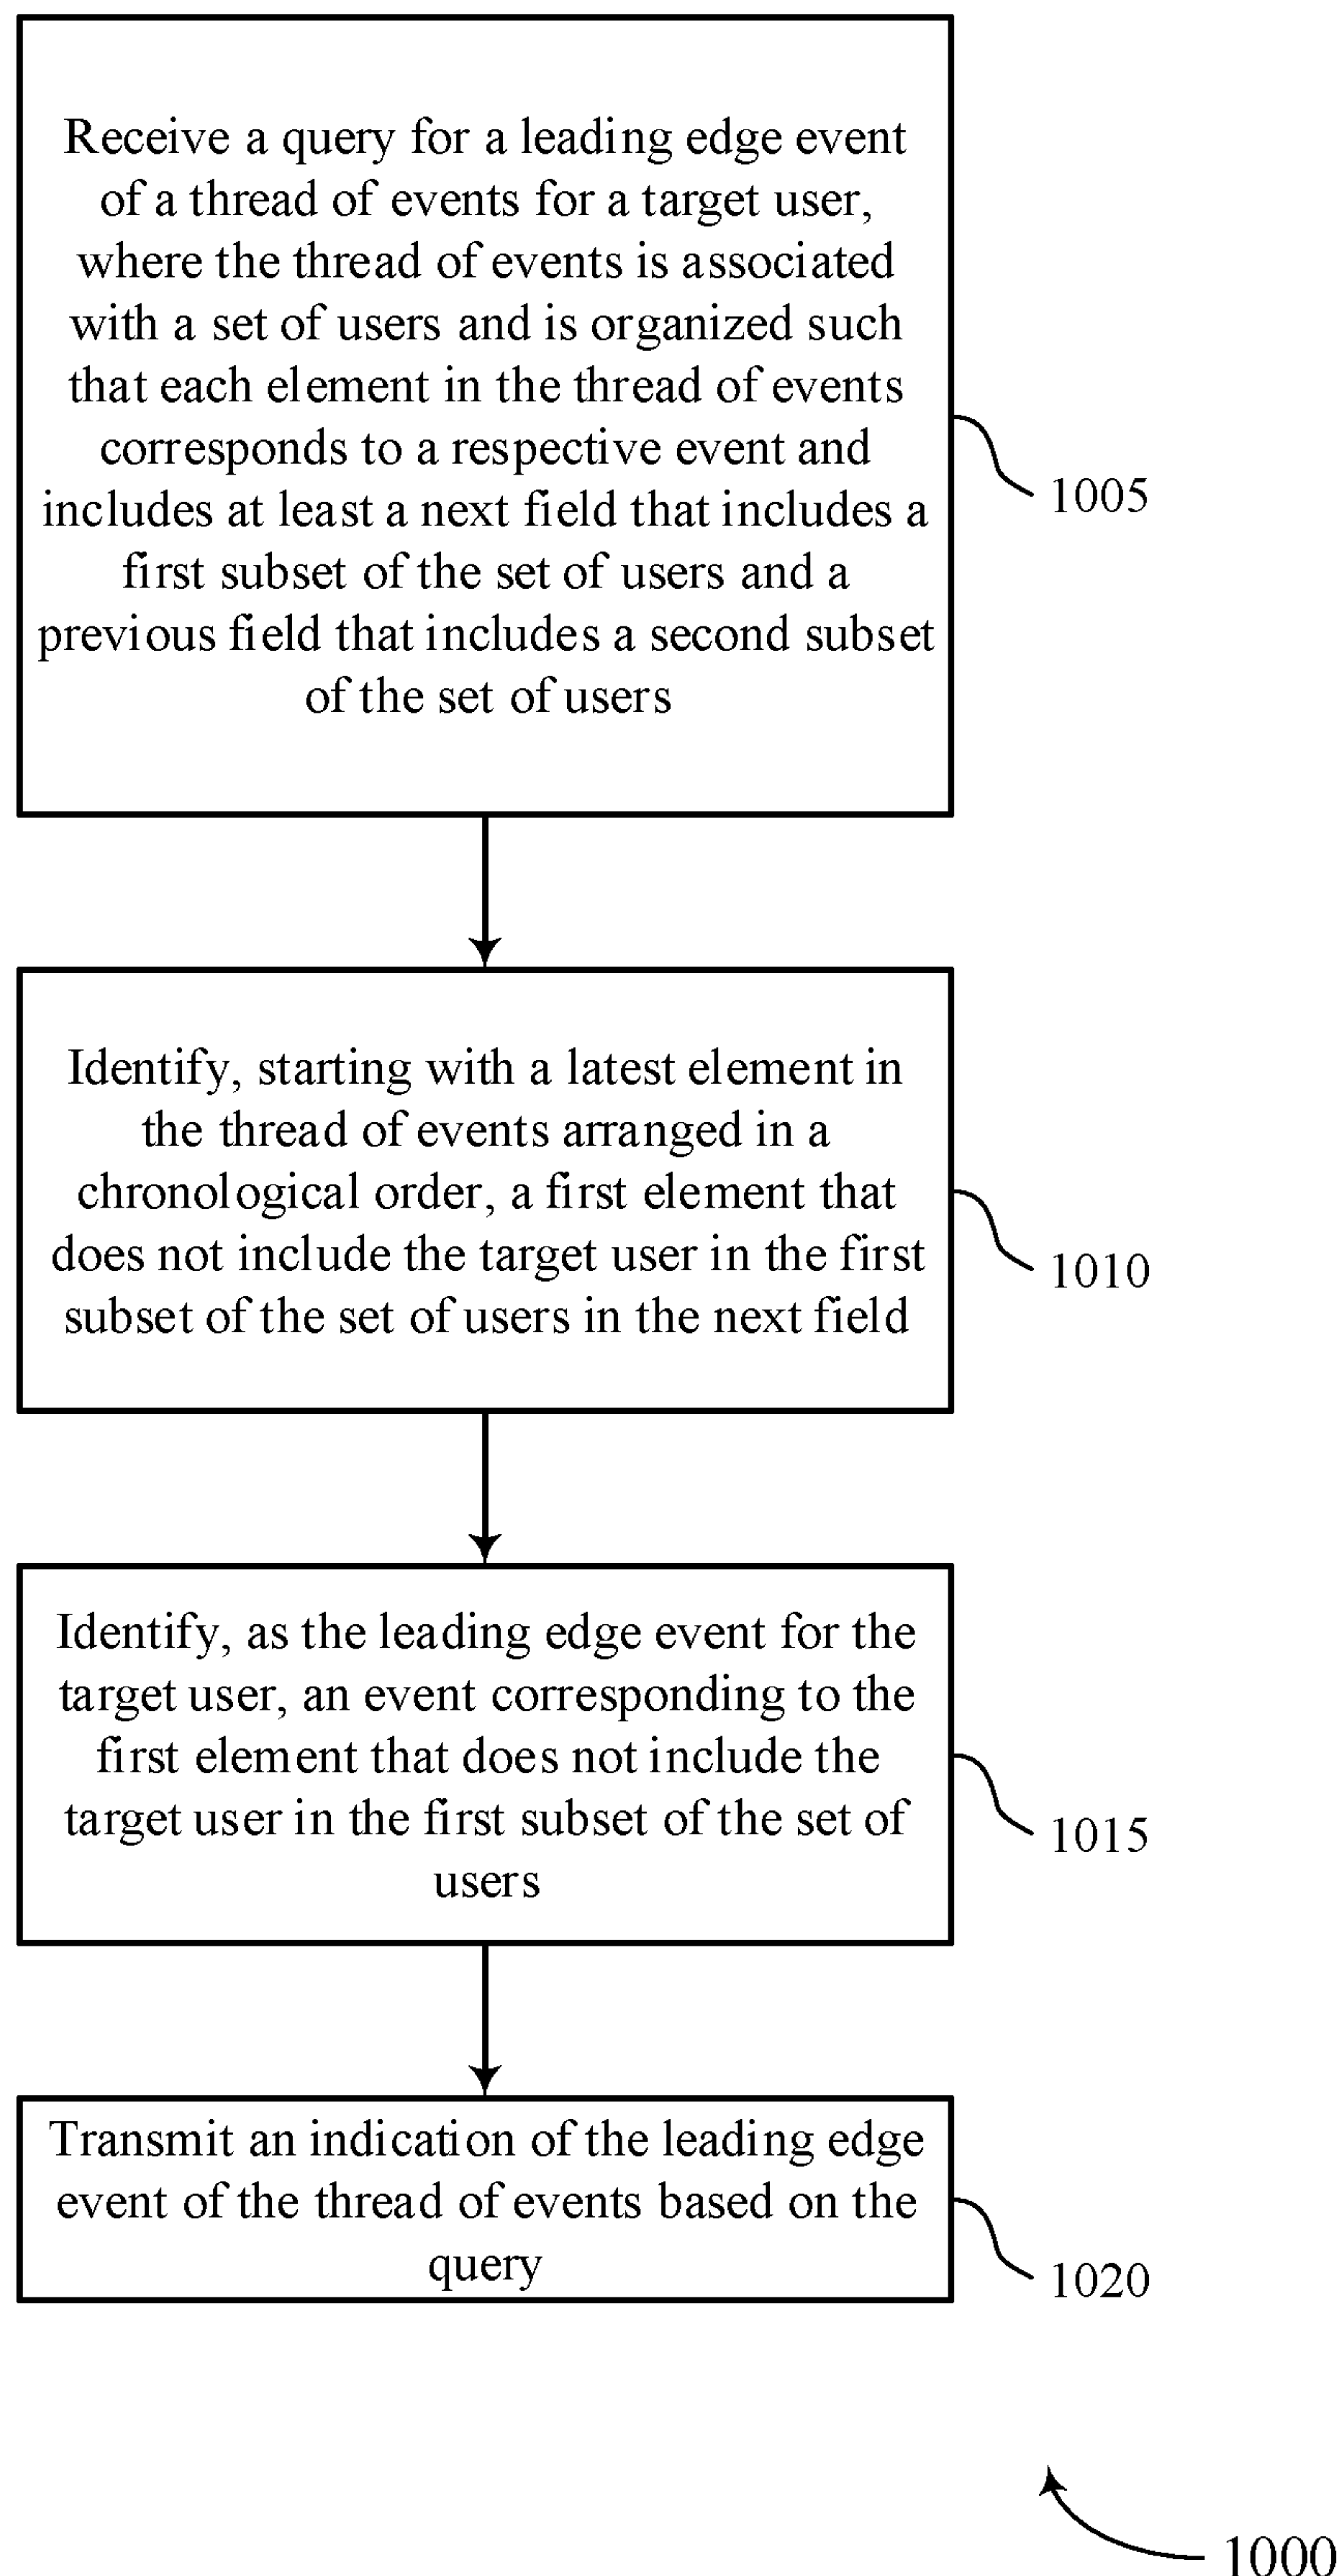 Receive a query for a leading edge event
of a thread of events for a target user,
where the thread of events is associated
with a set of users and is organized such
that each element in the thread of events
corresponds to a respective event and
includes at least a next field that includes a
first subset of the set of users and a
previous field that includes a second subset
of the set of users
1005
Identify, starting with a latest element in
the thread of events arranged in a
chronological order, a first element that
does not include the target user in the first
subset of the set of users in the next field
1010
Identify, as the leading edge event for the
target user, an event corresponding to the
first element that does not include the
target user in the first subset of the set of
users
1015
Transmit an indication of the leading edge
event of the thread of events based on the
query
1020
1000